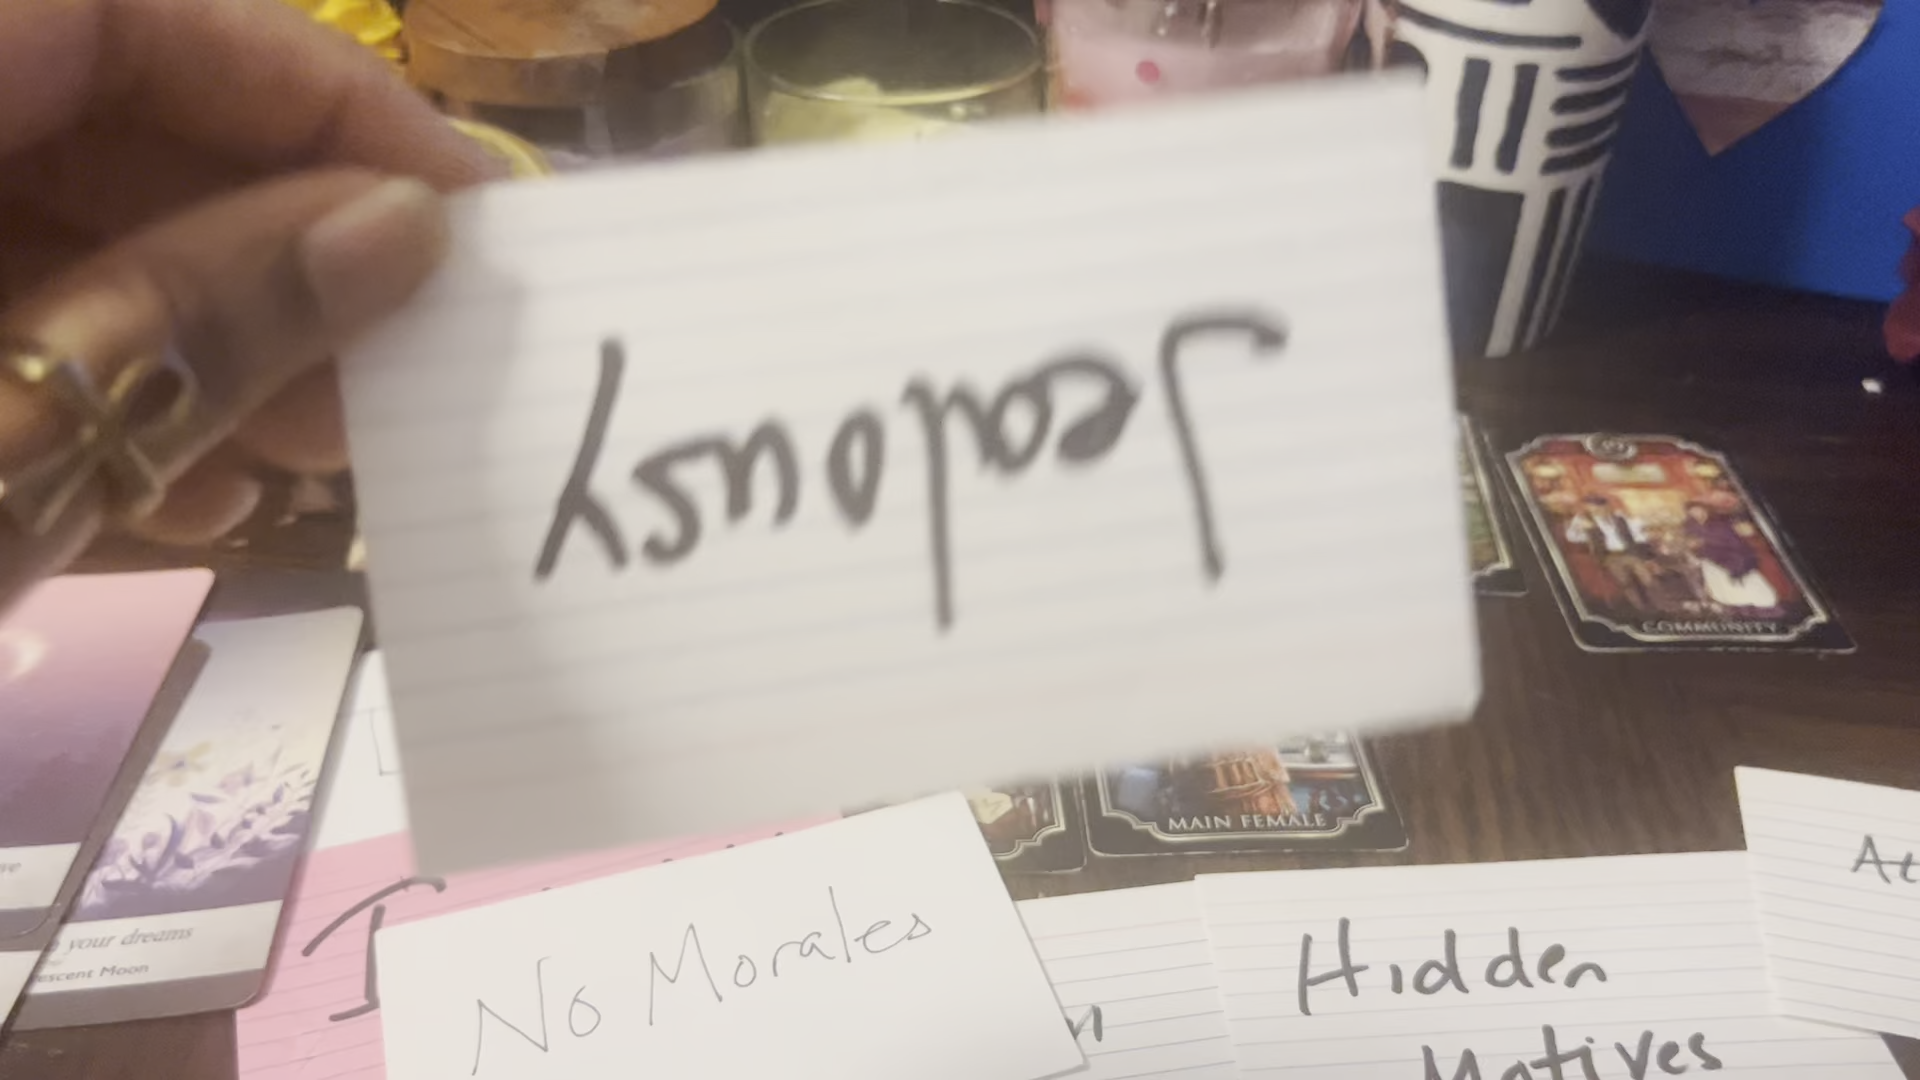 Jealousy
COMMUNITY
MAIN FEMALE
your dreams
escent Moon
No Morales
Hidden
Motives